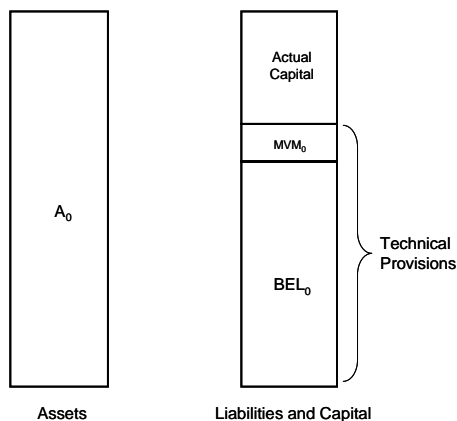 Actual
Capital
MVM₀
A₀
Technical
Provisions
BEL₀
Assets
Liabilities and Capital